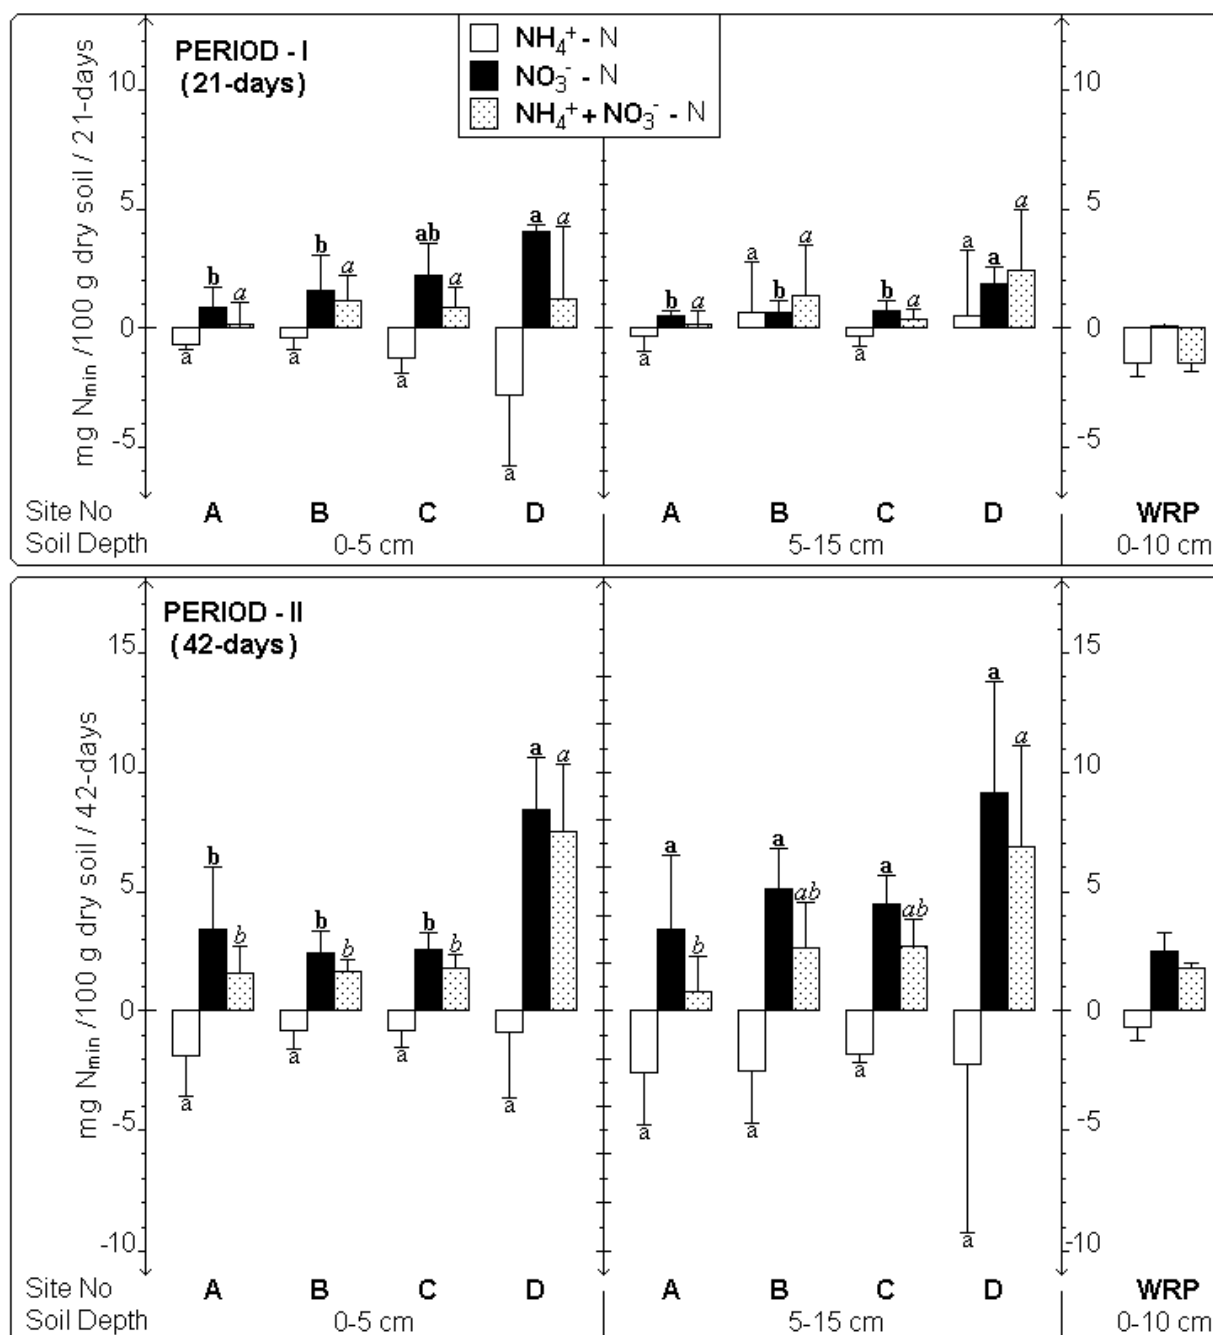 PERIOD - I
(21-days)
NH₄⁺ - N
NO₃⁻ - N
NH₄⁺ + NO₃⁻ - N
mg Nmin /100 g dry soil / 21-days
10 10
5 5
0 0
-5 -5
b b ab a b b b a
a a a a a a a a a a
a a a a a a
Site No A B C D A B C D WRP
Soil Depth 0-5 cm 5-15 cm 0-10 cm
PERIOD - II
(42-days)
mg Nmin /100 g dry soil / 42-days
15 15
10 10
5 5
0 0
-5 -5
-10 -10
b b b a a a a a
b b b a b ab ab a
a a a a a a a a
Site No A B C D A B C D WRP
Soil Depth 0-5 cm 5-15 cm 0-10 cm